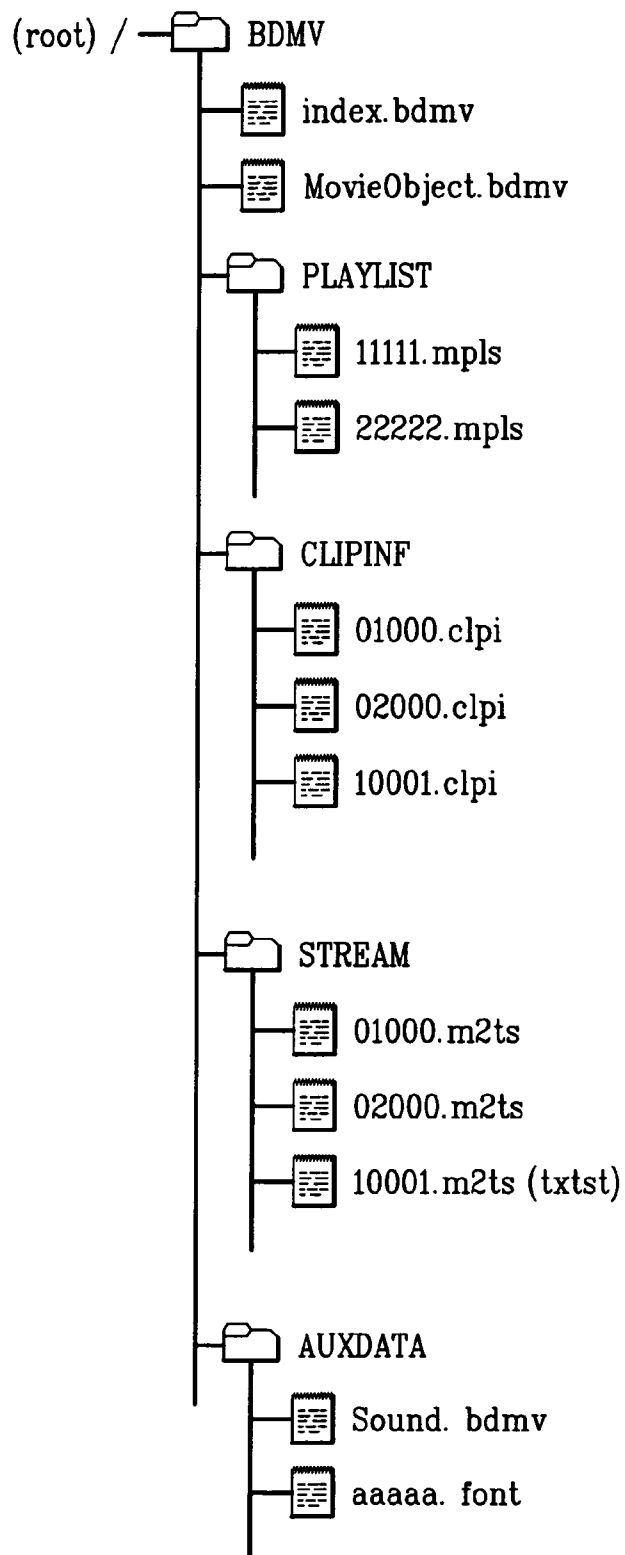 (root) / BDMV
index.bdmv
MovieObject.bdmv
PLAYLIST
11111.mpls
22222.mpls
CLIPINF
01000.clpi
02000.clpi
10001.clpi
STREAM
01000.m2ts
02000.m2ts
10001.m2ts (txtst)
AUXDATA
Sound. bdmv
aaaaa. font